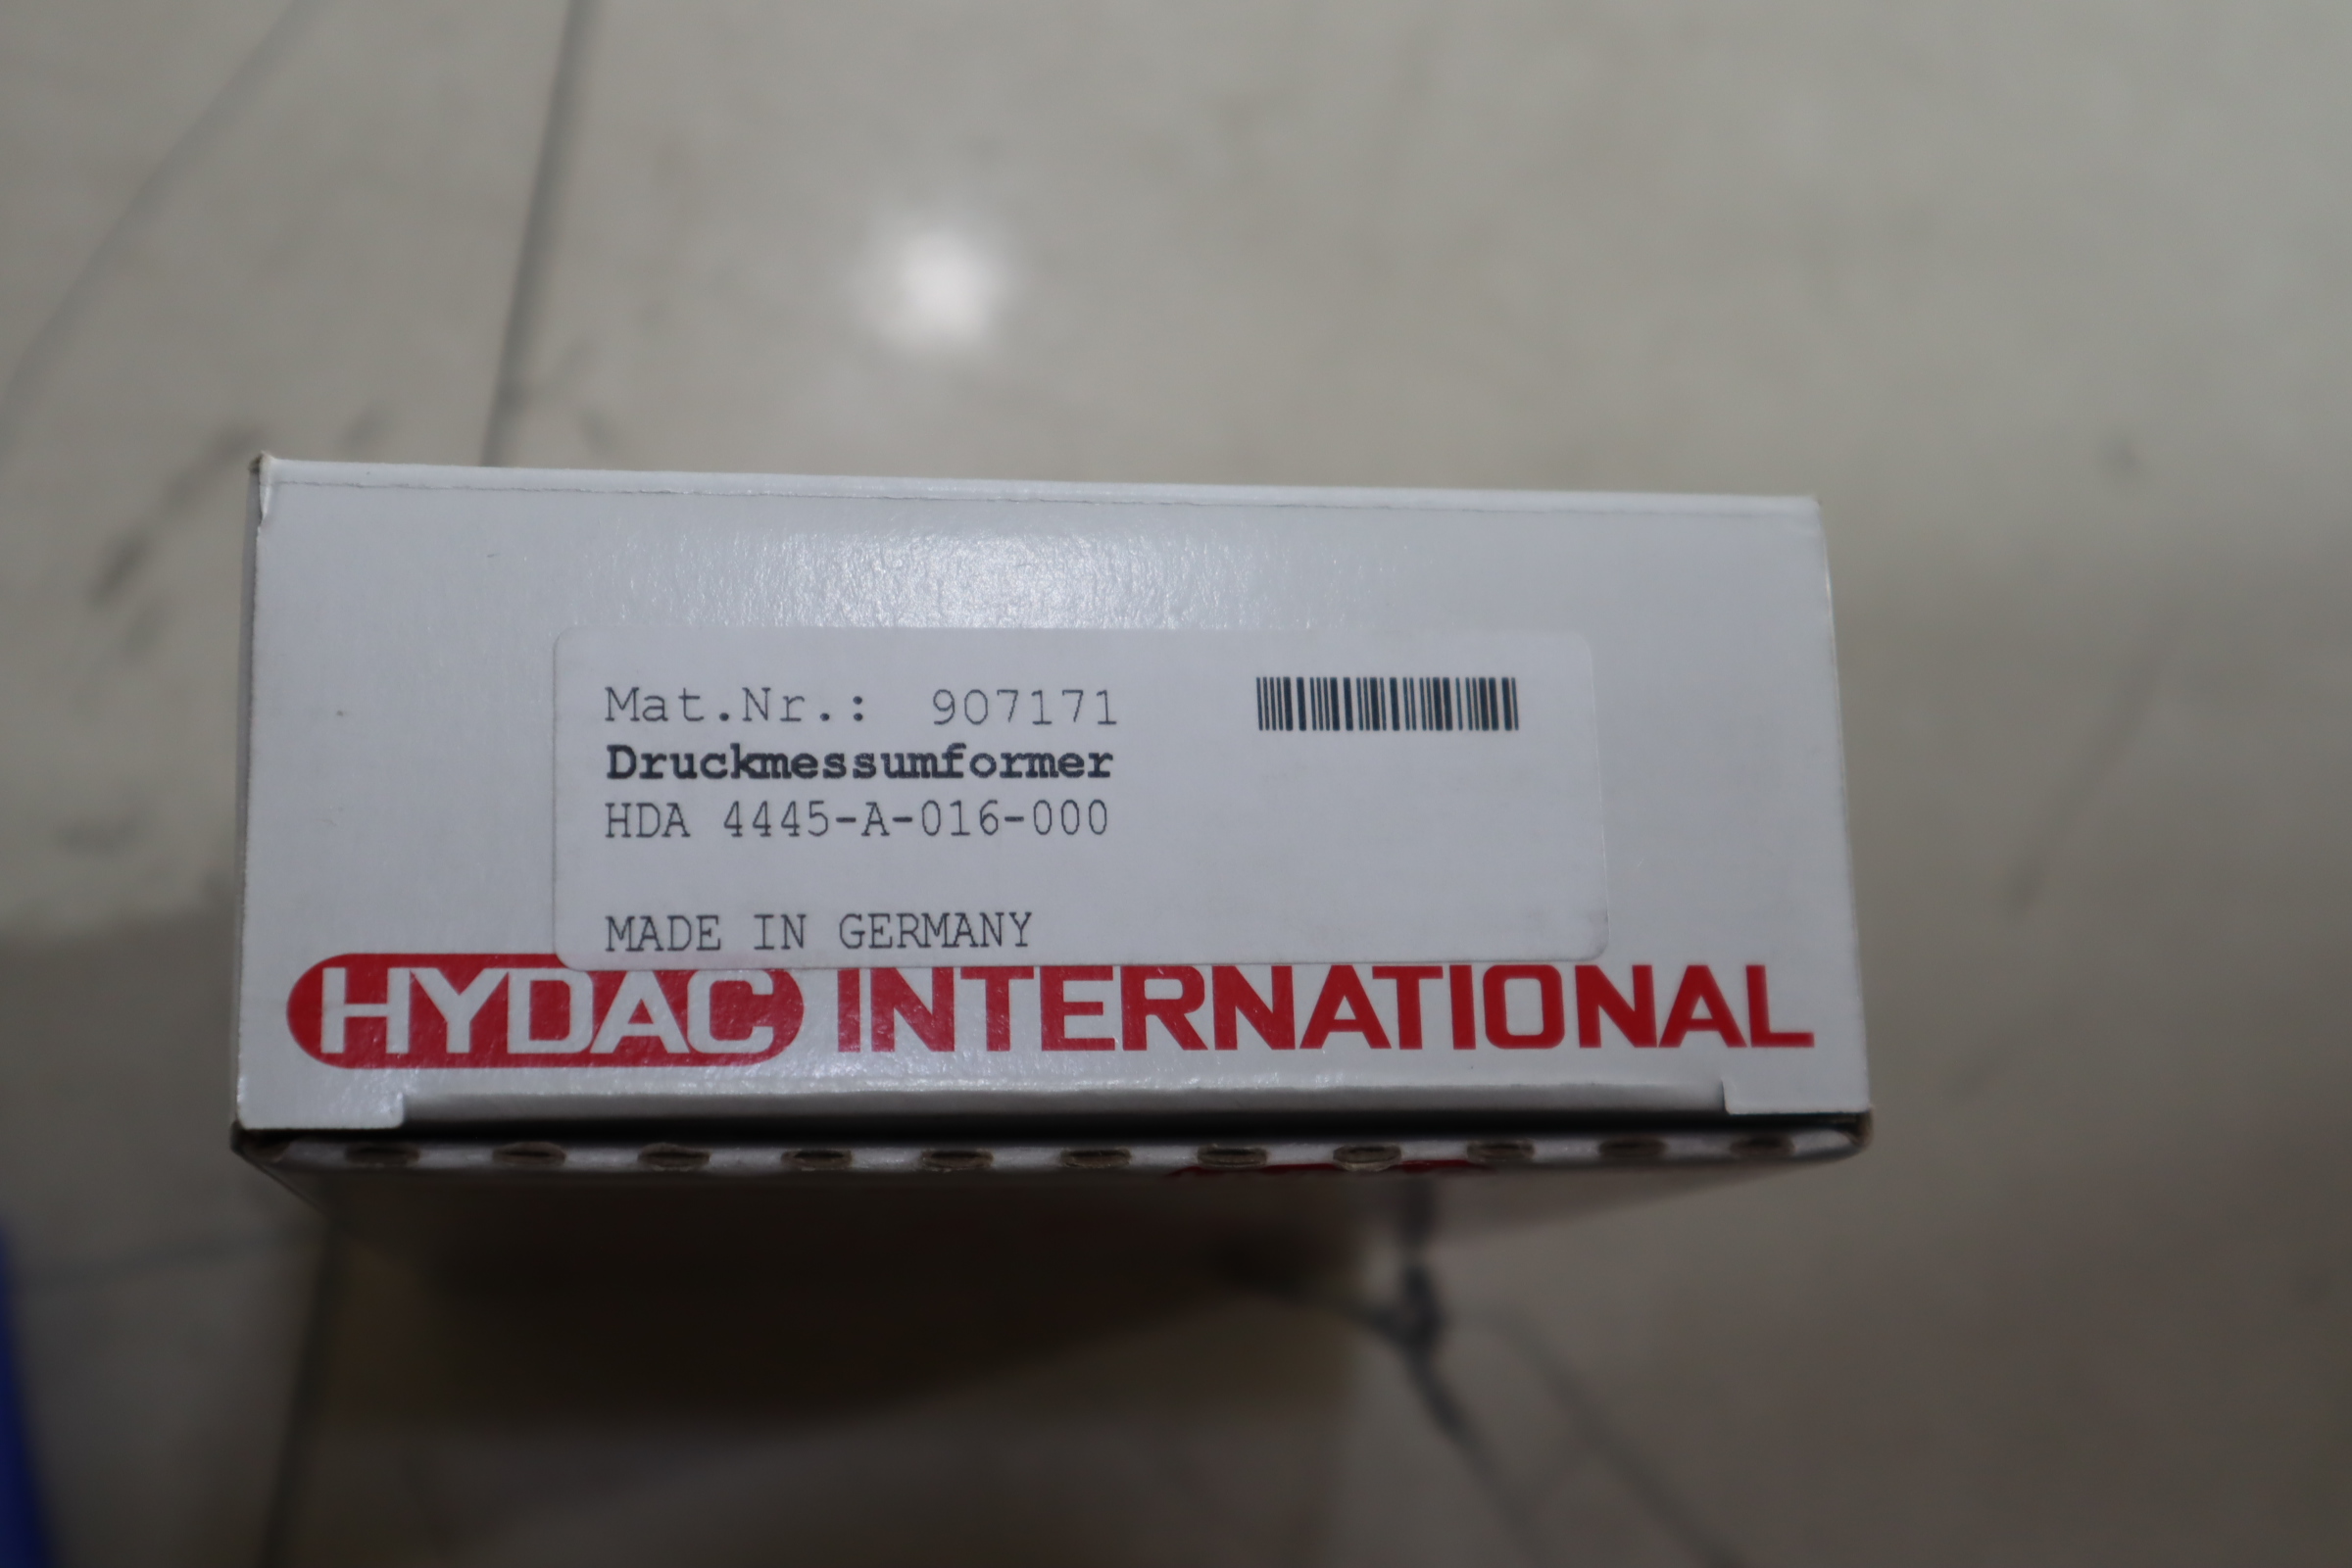 Mat.Nr.: 907171
Druckmessumformer
HDA 4445-A-016-000
MADE IN GERMANY
HYDAC INTERNATIONAL